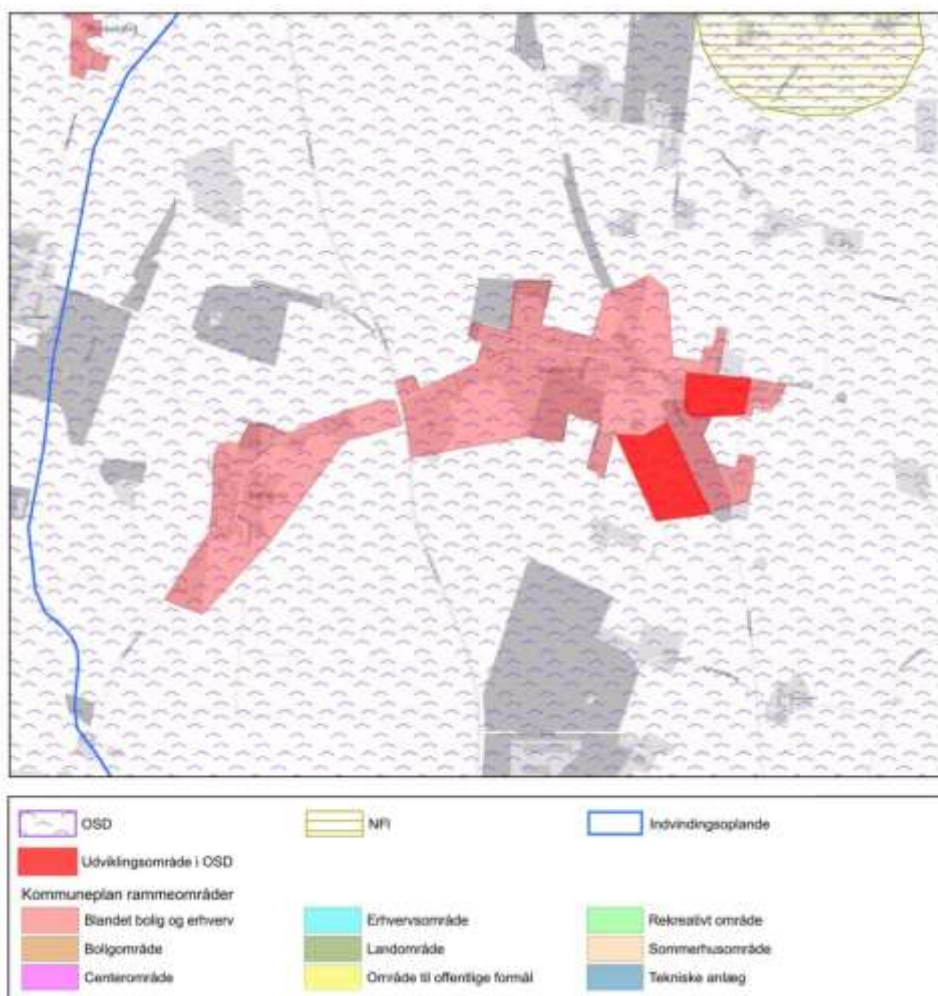 OSD
NFI
Indvindingsoplande
Udviklingsområde i OSD
Kommuneplan rammeområder
Blandet bolig og erhverv
Erhvervsområde
Rekreativt område
Boligområde
Landområde
Sommerhusområde
Centerområde
Område til offentlige formål
Tekniske anlæg